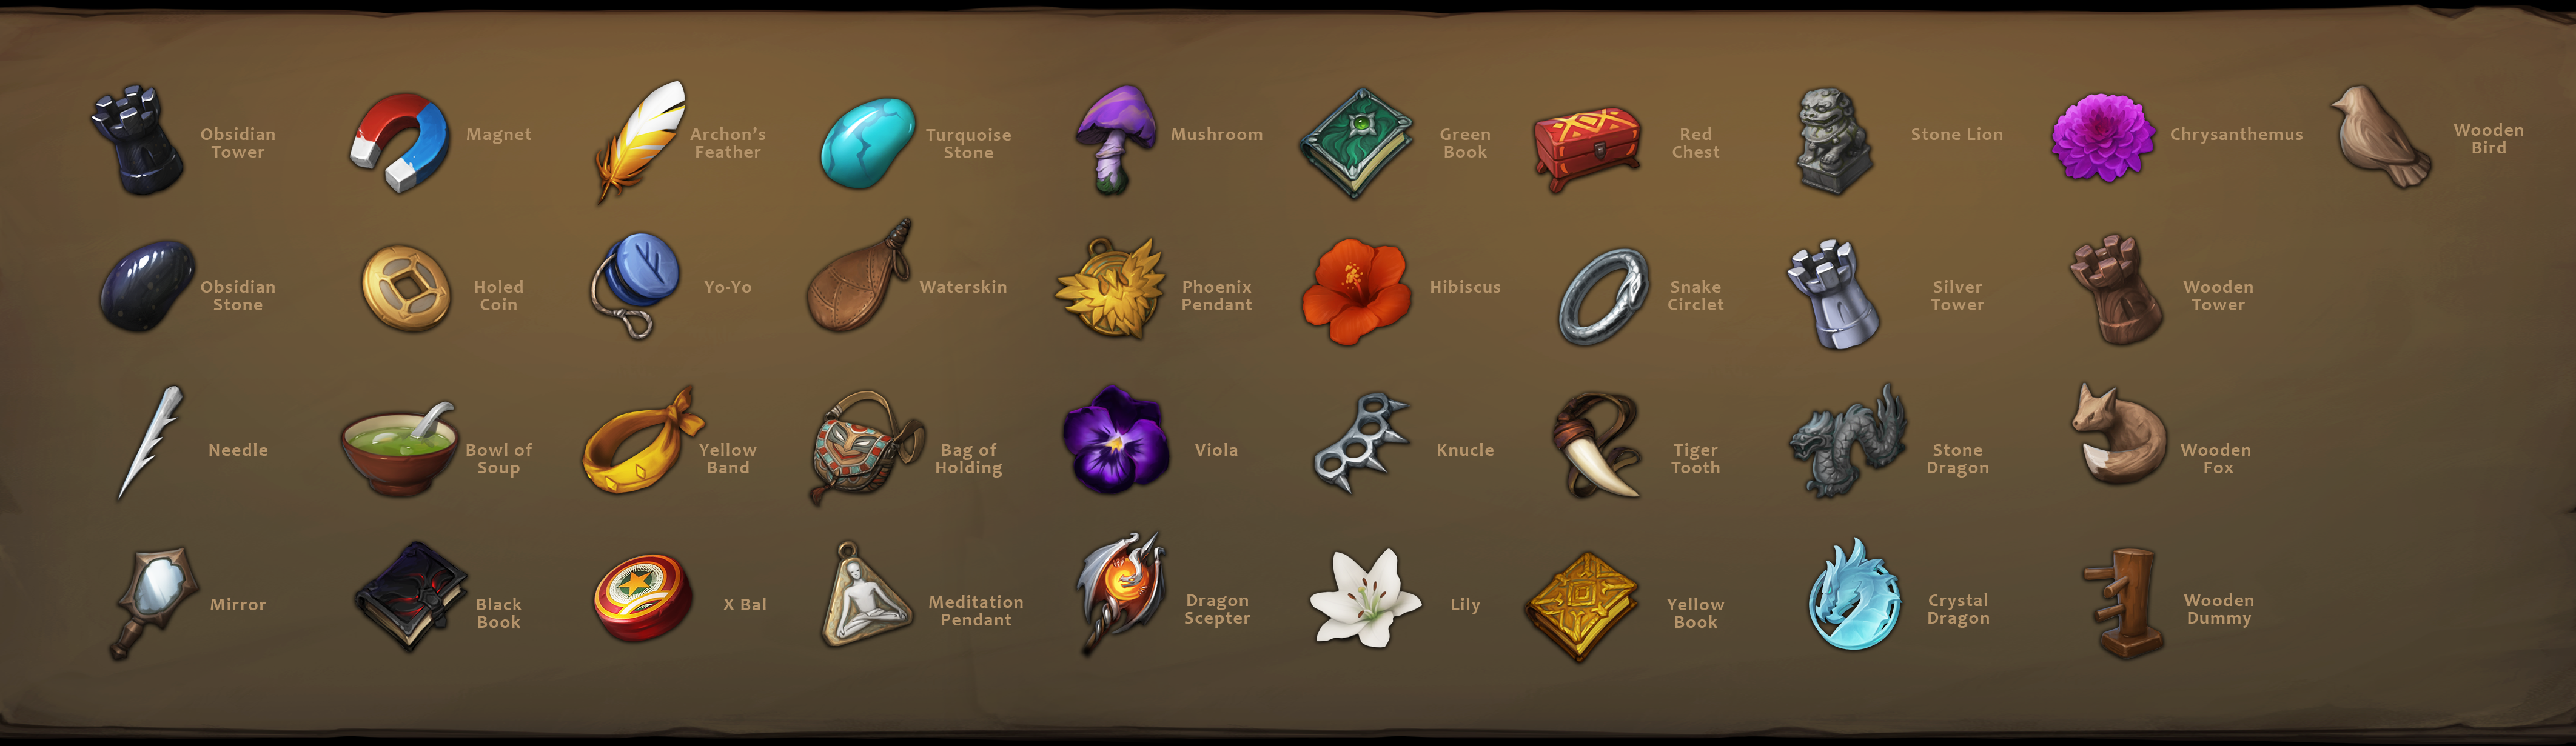 Obsidian
Tower
Magnet
Archon's
Feather
Turquoise
Stone
Mushroom
Green
Book
Red
Chest
Stone Lion
Chrysanthemus
Wooden
Bird
Obsidian
Stone
Holed
Coin
Yo-Yo
Waterskin
Phoenix
Pendant
Hibiscus
Snake
Circlet
Silver
Tower
Wooden
Tower
Needle
Bowl of
Soup
Yellow
Band
Bag of
Holding
Viola
Knucle
Tiger
Tooth
Stone
Dragon
Wooden
Fox
Mirror
Black
Book
X Bal
Meditation
Pendant
Dragon
Scepter
Lily
Yellow
Book
Crystal
Dragon
Wooden
Dummy